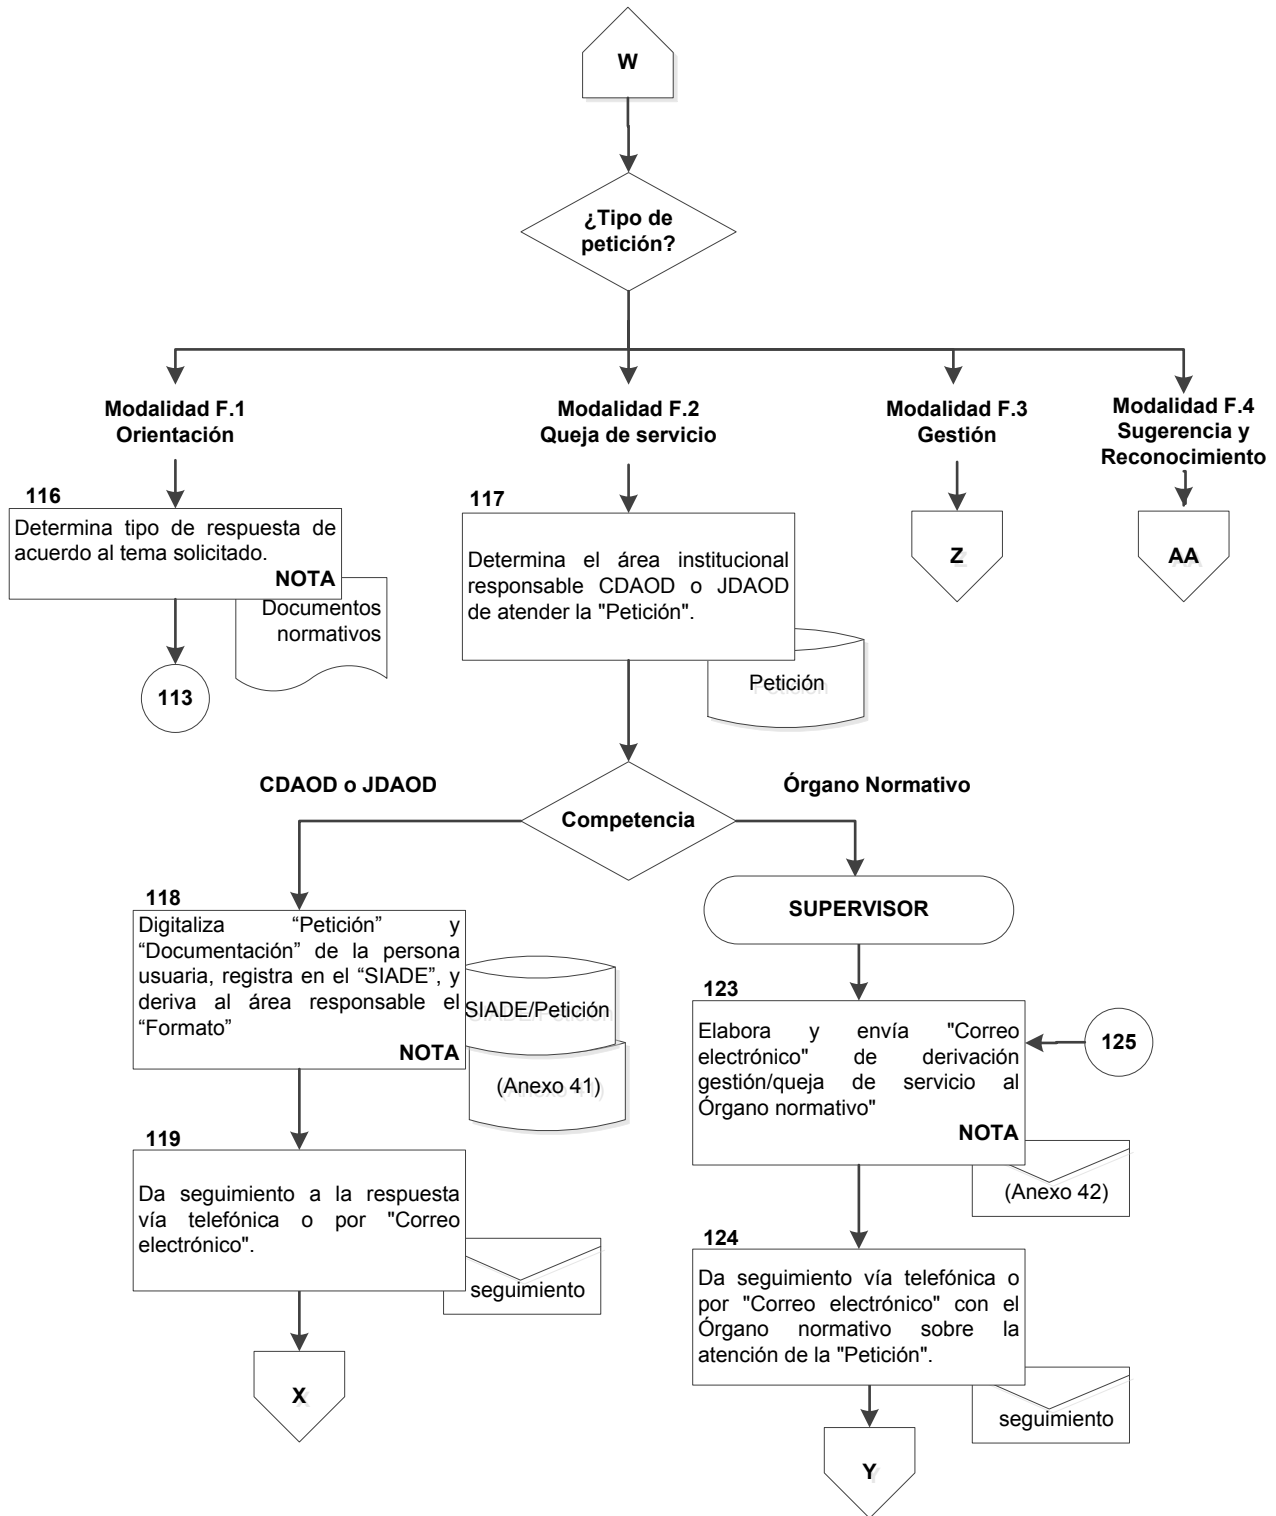 W
¿Tipo de
petición?
Modalidad F.1
Orientación
Modalidad F.2
Queja de servicio
Modalidad F.3
Gestión
Modalidad F.4
Sugerencia y
Reconocimiento
116
Determina tipo de respuesta de
acuerdo al tema solicitado.
NOTA
Documentos
normativos
113
117
Determina el área institucional
responsable CDAOD o JDAOD
de atender la "Petición".
Petición
Z
AA
CDAOD o JDAOD
Competencia
Órgano Normativo
118
Digitaliza “Petición” y
“Documentación” de la persona
usuaria, registra en el “SIADE”, y
deriva al área responsable el
“Formato”
NOTA
SIADE/Petición
(Anexo 41)
119
Da seguimiento a la respuesta
vía telefónica o por "Correo
electrónico".
seguimiento
X
SUPERVISOR
123
Elabora y envía "Correo
electrónico" de derivación
gestión/queja de servicio al
Órgano normativo"
NOTA
125
(Anexo 42)
124
Da seguimiento vía telefónica o
por "Correo electrónico" con el
Órgano normativo sobre la
atención de la "Petición".
seguimiento
Y